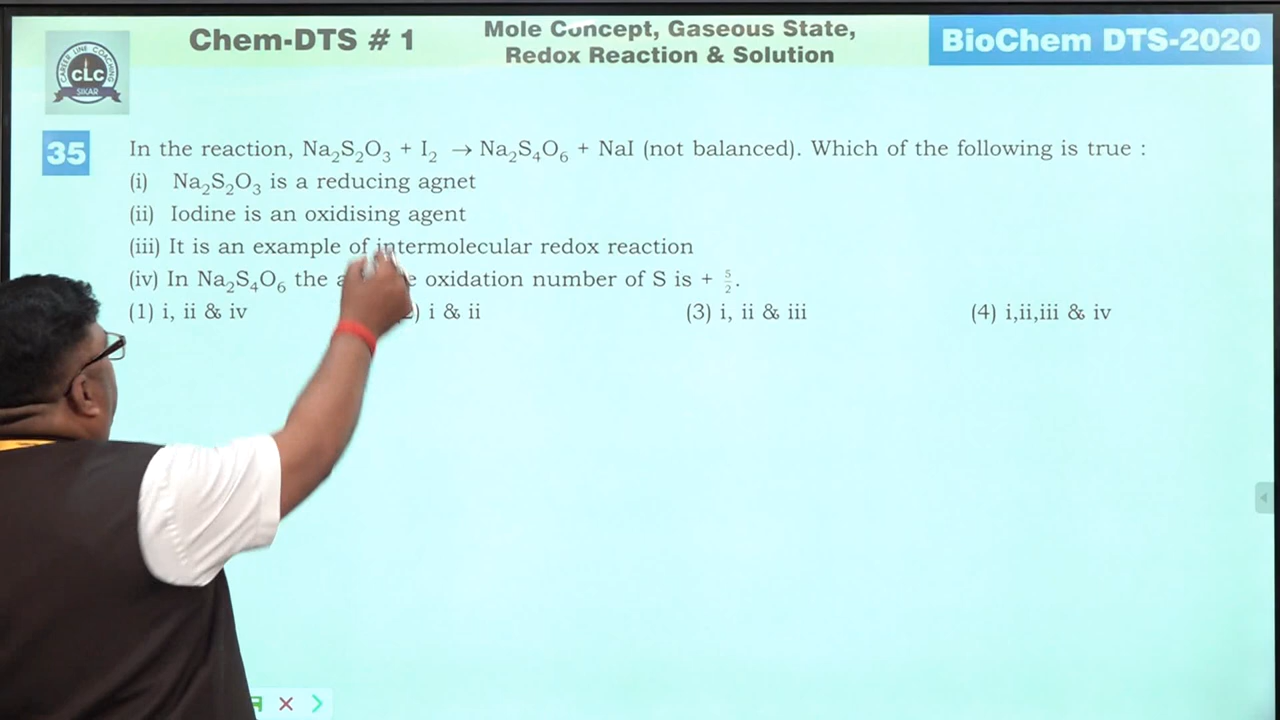 Chem-DTS # 1
Mole Concept, Gaseous State,
Redox Reaction & Solution
BioChem DTS-2020
CAREER LINE COACHING
CLC
SIKAR
35
In the reaction, Na₂S₂O₃ + I₂ → Na₂S₄O₆ + NaI (not balanced). Which of the following is true :
(i) Na₂S₂O₃ is a reducing agnet
(ii) Iodine is an oxidising agent
(iii) It is an example of intermolecular redox reaction
(iv) In Na₂S₄O₆ the oxidation number of S is + 5/2.
(1) i, ii & iv
) i & ii
(3) i, ii & iii
(4) i,ii,iii & iv